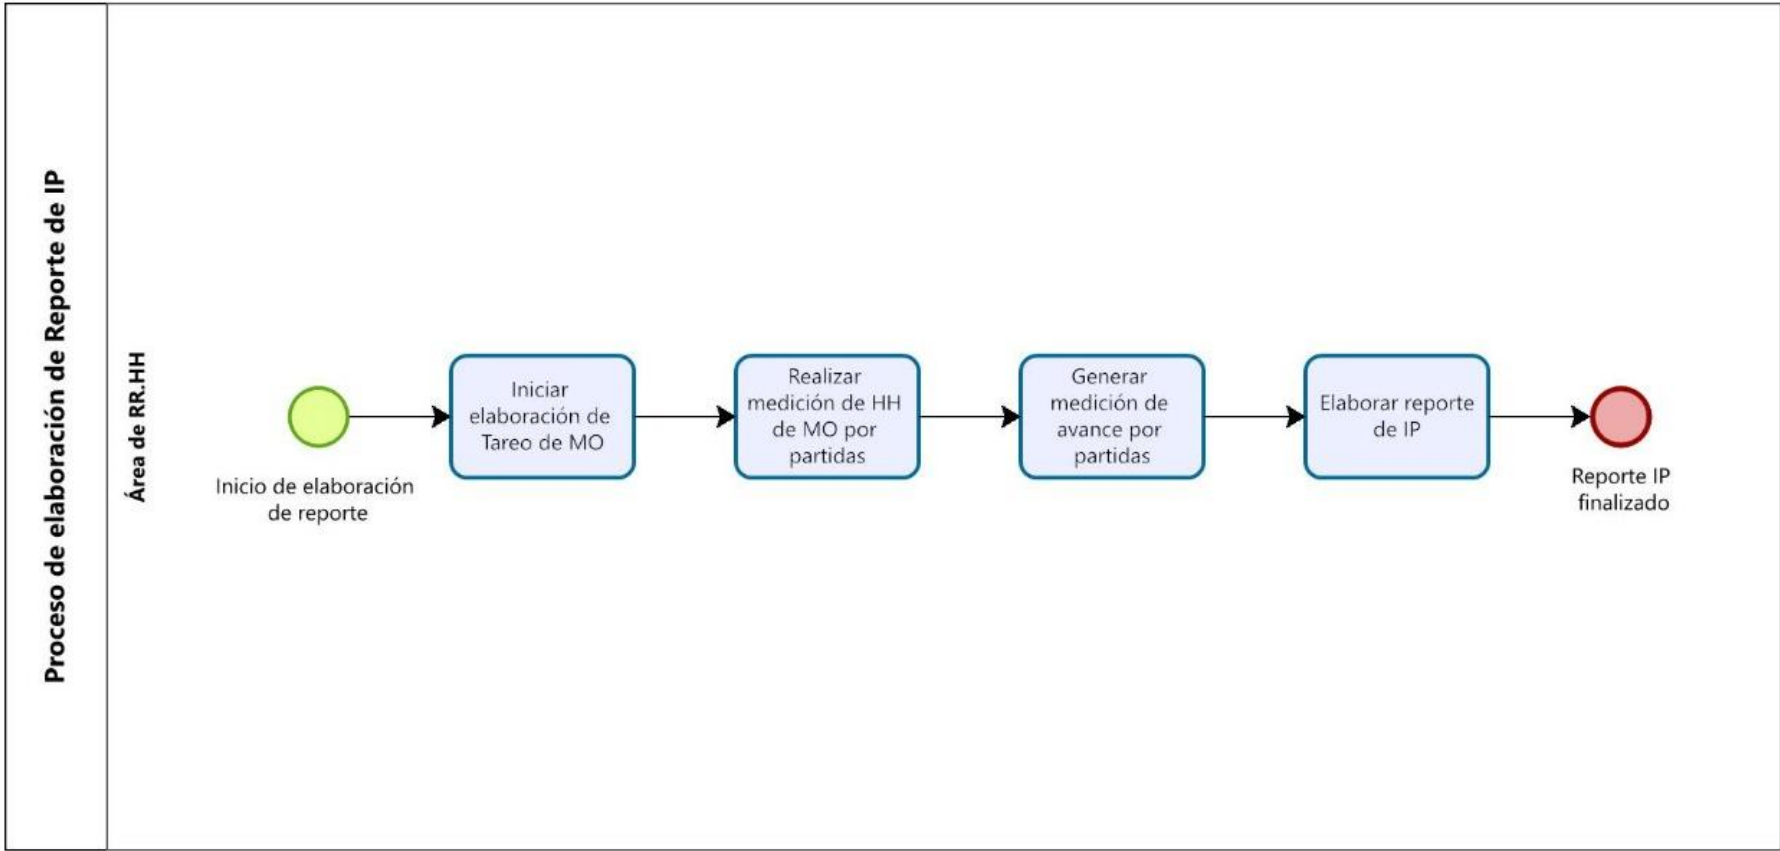 Proceso de elaboración de Reporte de IP
Área de RR.HH
Inicio de elaboración
de reporte
Iniciar
elaboración de
Tareo de MO
Realizar
medición de HH
de MO por
partidas
Generar
medición de
avance por
partidas
Elaborar reporte
de IP
Reporte IP
finalizado